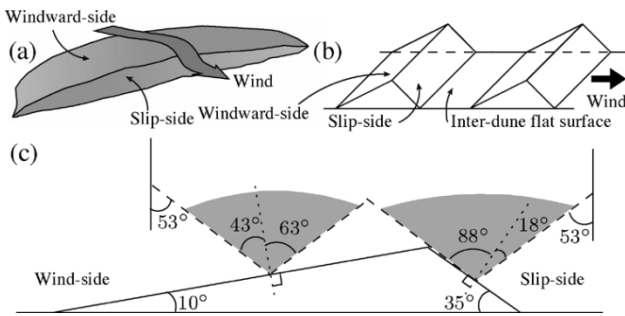 Windward-side
(a)
Wind
Slip-side
(b)
Windward-side
Slip-side
Inter-dune flat surface
Wind
(c)
53°
43°
63°
88°
18°
53°
Wind-side
Slip-side
10°
35°